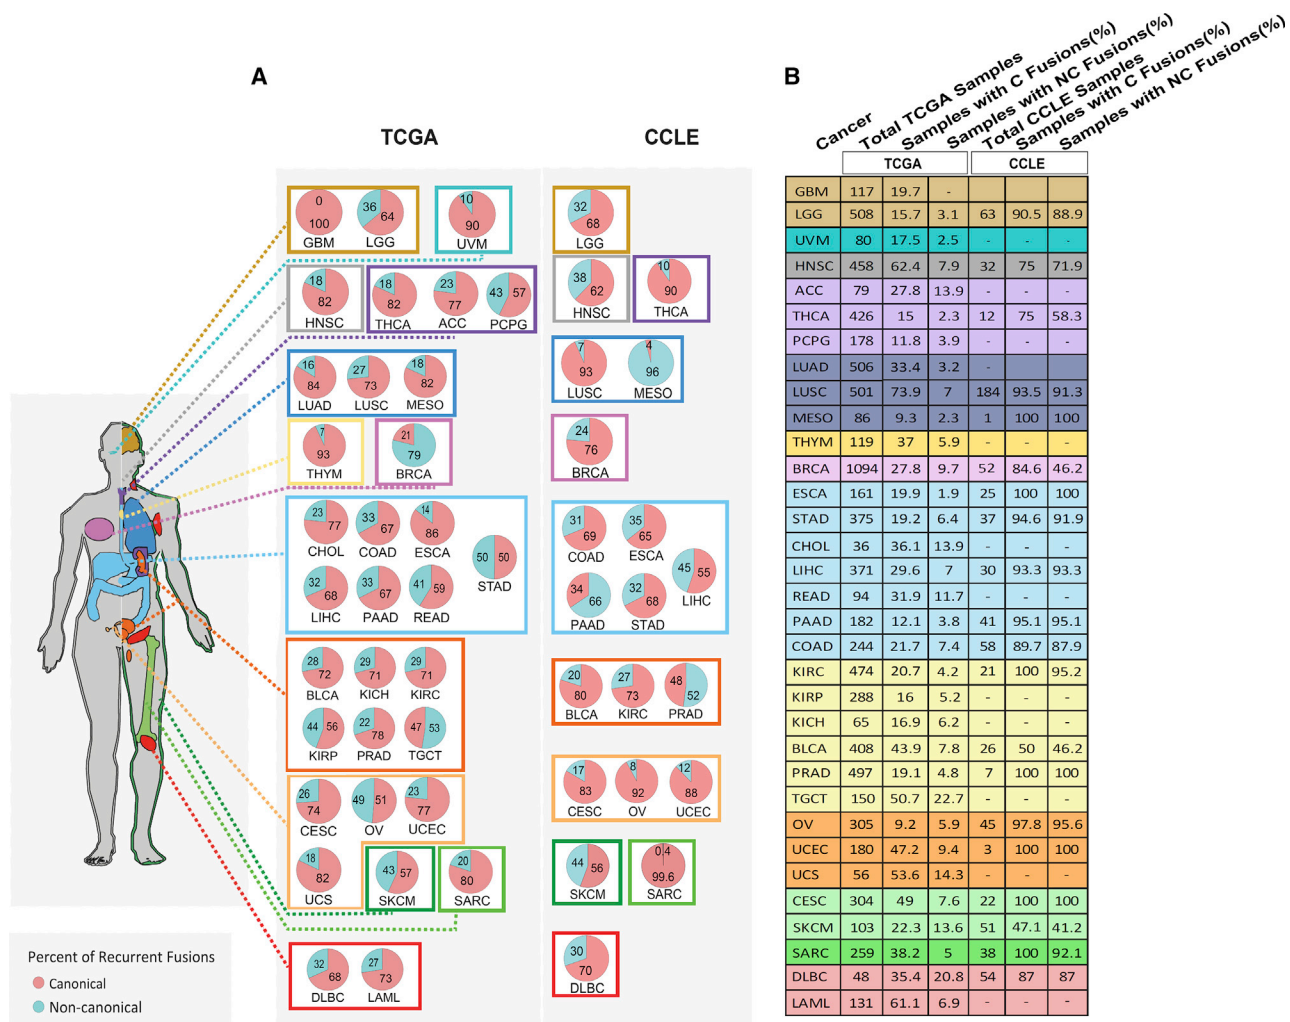 A
B
TCGA
CCLE
Cancer
Total TCGA Samples
Samples with C Fusions(%)
Samples with NC Fusions(%)
Total CCLE Samples
Samples with C Fusions(%)
Samples with NC Fusions(%)
TCGA
CCLE
0
100
GBM
36
64
LGG
10
90
UVM
32
68
LGG
18
82
HNSC
18
82
THCA
23
77
ACC
43
57
PCPG
38
62
HNSC
10
90
THCA
16
84
LUAD
27
73
LUSC
18
82
MESO
7
93
LUSC
4
96
MESO
7
93
THYM
21
79
BRCA
24
76
BRCA
23
77
CHOL
33
67
COAD
14
86
ESCA
50
50
STAD
32
68
LIHC
33
67
PAAD
41
59
READ
31
69
COAD
35
65
ESCA
45
55
LIHC
34
66
PAAD
32
68
STAD
28
72
BLCA
29
71
KICH
29
71
KIRC
44
56
KIRP
22
78
PRAD
47
53
TGCT
20
80
BLCA
27
73
KIRC
48
52
PRAD
26
74
CESC
49
51
OV
23
77
UCEC
18
82
UCS
17
83
CESC
8
92
OV
12
88
UCEC
43
57
SKCM
20
80
SARC
44
56
SKCM
0.4
99.6
SARC
32
68
DLBC
27
73
LAML
30
70
DLBC
Percent of Recurrent Fusions
Canonical
Non-canonical
GBM 117 19.7 -
LGG 508 15.7 3.1 63 90.5 88.9
UVM 80 17.5 2.5 - - -
HNSC 458 62.4 7.9 32 75 71.9
ACC 79 27.8 13.9 - - -
THCA 426 15 2.3 12 75 58.3
PCPG 178 11.8 3.9 - - -
LUAD 506 33.4 3.2 -
LUSC 501 73.9 7 184 93.5 91.3
MESO 86 9.3 2.3 1 100 100
THYM 119 37 5.9 - - -
BRCA 1094 27.8 9.7 52 84.6 46.2
ESCA 161 19.9 1.9 25 100 100
STAD 375 19.2 6.4 37 94.6 91.9
CHOL 36 36.1 13.9 - - -
LIHC 371 29.6 7 30 93.3 93.3
READ 94 31.9 11.7 - - -
PAAD 182 12.1 3.8 41 95.1 95.1
COAD 244 21.7 7.4 58 89.7 87.9
KIRC 474 20.7 4.2 21 100 95.2
KIRP 288 16 5.2 - - -
KICH 65 16.9 6.2 - - -
BLCA 408 43.9 7.8 26 50 46.2
PRAD 497 19.1 4.8 7 100 100
TGCT 150 50.7 22.7 - - -
OV 305 9.2 5.9 45 97.8 95.6
UCEC 180 47.2 9.4 3 100 100
UCS 56 53.6 14.3 - - -
CESC 304 49 7.6 22 100 100
SKCM 103 22.3 13.6 51 47.1 41.2
SARC 259 38.2 5 38 100 92.1
DLBC 48 35.4 20.8 54 87 87
LAML 131 61.1 6.9 - - -